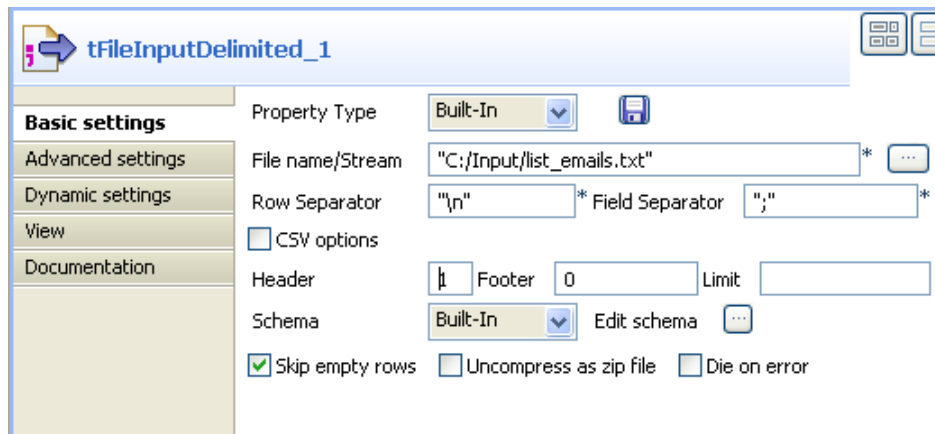 tFileInputDelimited_1
Basic settings
Advanced settings
Dynamic settings
View
Documentation
Property Type Built-In
File name/Stream "C:/Input/list_emails.txt" * ...
Row Separator "\n" * Field Separator ";" *
CSV options
Header 1 Footer 0 Limit
Schema Built-In Edit schema ...
Skip empty rows Uncompress as zip file Die on error